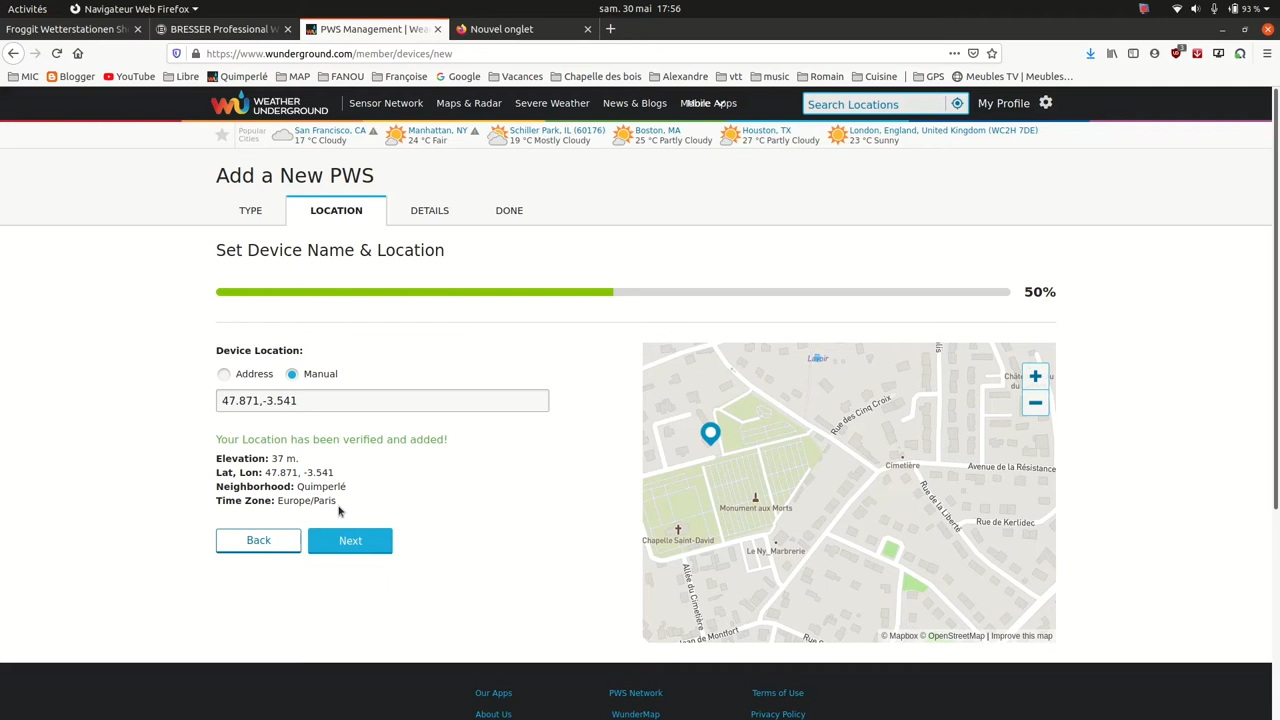 Activités
Navigateur Web Firefox
sam. 30 mai 17:56
93 %
Froggit Wetterstationen Sh
BRESSER Professional W
PWS Management | Wea
Nouvel onglet
https://www.wunderground.com/member/devices/new
MIC
Blogger
YouTube
Libre
Quimperlé
MAP
FANOU
Françoise
Google
Vacances
Chapelle des bois
Alexandre
vtt
music
Romain
Cuisine
GPS
Meubles TV | Meubles…
WEATHER UNDERGROUND
Sensor Network
Maps & Radar
Severe Weather
News & Blogs
Mobile Apps
Search Locations
My Profile
Popular Cities
San Francisco, CA
17 °C Cloudy
Manhattan, NY
24 °C Fair
Schiller Park, IL (60176)
19 °C Mostly Cloudy
Boston, MA
25 °C Partly Cloudy
Houston, TX
27 °C Partly Cloudy
London, England, United Kingdom (WC2H 7DE)
23 °C Sunny
Add a New PWS
TYPE
LOCATION
DETAILS
DONE
Set Device Name & Location
50%
Device Location:
Address
Manual
47.871,-3.541
Your Location has been verified and added!
Elevation: 37 m.
Lat, Lon: 47.871, -3.541
Neighborhood: Quimperlé
Time Zone: Europe/Paris
Back
Next
Lavoir
Rue des Cinq Croix
Cimetière
Avenue de la Résistance
Monument aux Morts
Rue de la Liberté
Rue de Kerlidec
Chapelle Saint-David
Le Ny_Marbrerie
Allée du Cimetière
Jean de Montfort
© Mapbox © OpenStreetMap | Improve this map
Our Apps
PWS Network
Terms of Use
About Us
WunderMap
Privacy Policy